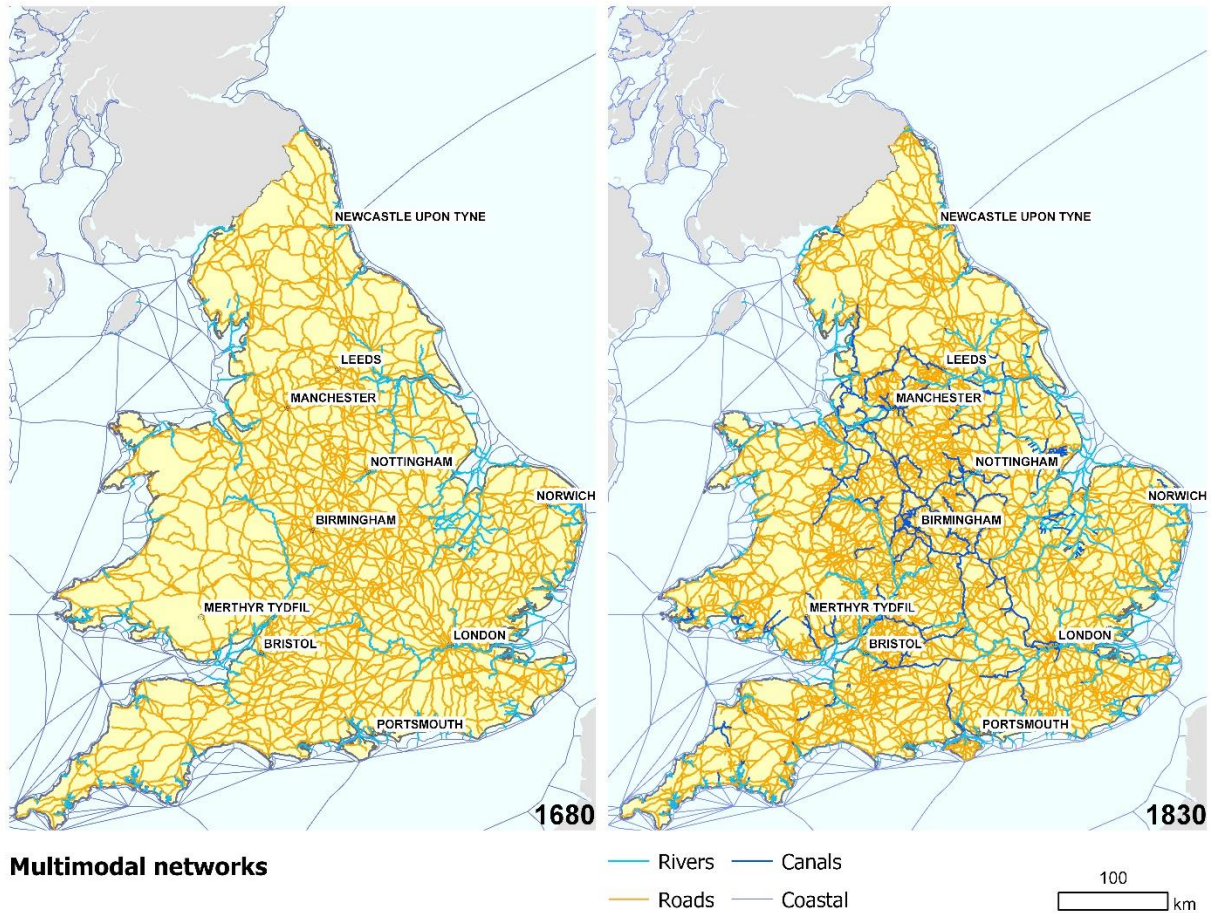 NEWCASTLE UPON TYNE
LEEDS
MANCHESTER
NOTTINGHAM
NORWICH
BIRMINGHAM
MERTHYR TYDFIL
LONDON
BRISTOL
PORTSMOUTH
1680
NEWCASTLE UPON TYNE
LEEDS
MANCHESTER
NOTTINGHAM
NORWICH
BIRMINGHAM
MERTHYR TYDFIL
LONDON
BRISTOL
PORTSMOUTH
1830
Multimodal networks
Rivers
Canals
Roads
Coastal
100
km